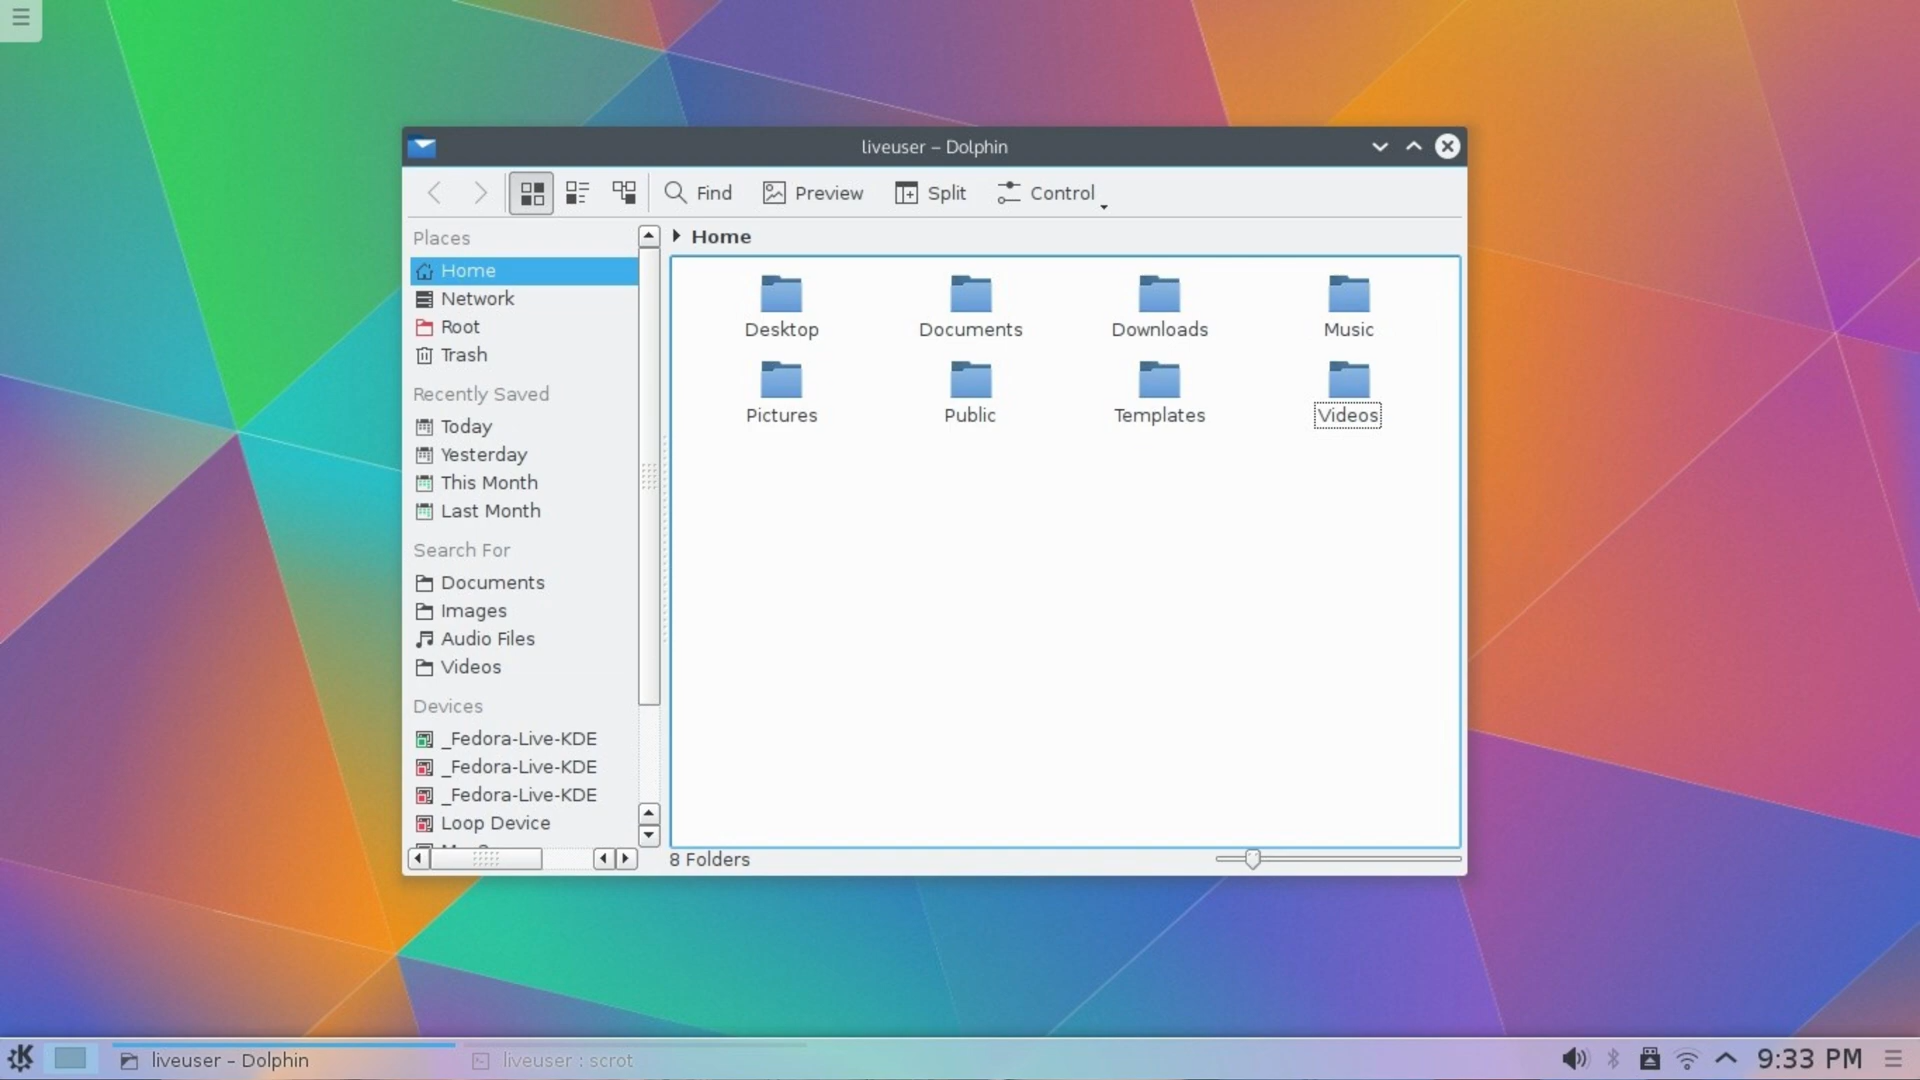 liveuser – Dolphin
Find Preview Split Control
Places
Home
Network
Root
Trash
Recently Saved
Today
Yesterday
This Month
Last Month
Search For
Documents
Images
Audio Files
Videos
Devices
_Fedora-Live-KDE
_Fedora-Live-KDE
_Fedora-Live-KDE
Loop Device
Home
Desktop Documents Downloads Music
Pictures Public Templates Videos
8 Folders
liveuser – Dolphin
liveuser : scrot
9:33 PM